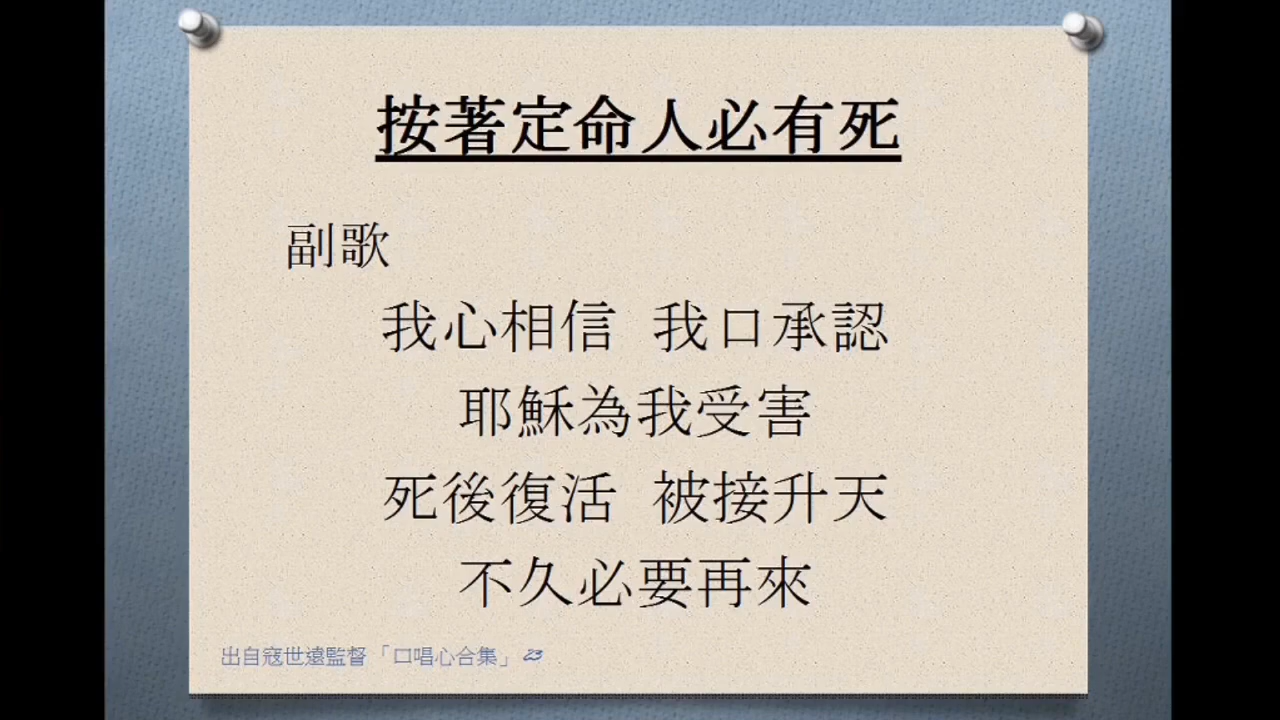 按著定命人必有死
副歌
我心相信 我口承認
耶穌為我受害
死後復活 被接升天
不久必要再來
出自寇世遠監督「口唱心合集」 23